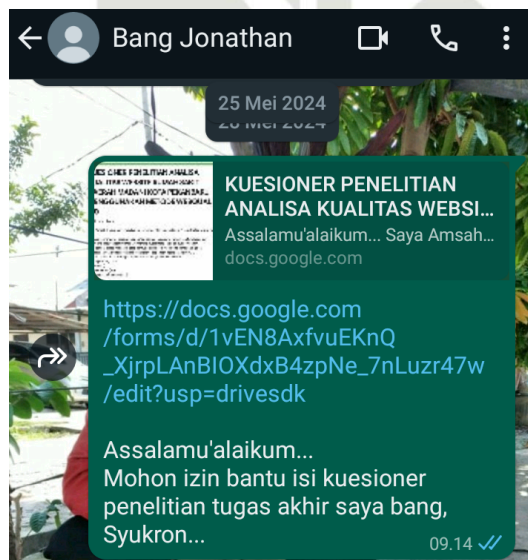 Bang Jonathan
25 Mei 2024
KUESIONER PENELITIAN
ANALISA KUALITAS WEBSI...
Assalamu'alaikum... Saya Amsah...
docs.google.com
https://docs.google.com
/forms/d/1vEN8AxfvuEKnQ
_XjrpLAnBIOXdxB4zpNe_7nLuzr47w
/edit?usp=drivesdk
Assalamu'alaikum...
Mohon izin bantu isi kuesioner
penelitian tugas akhir saya bang,
Syukron...
09.14